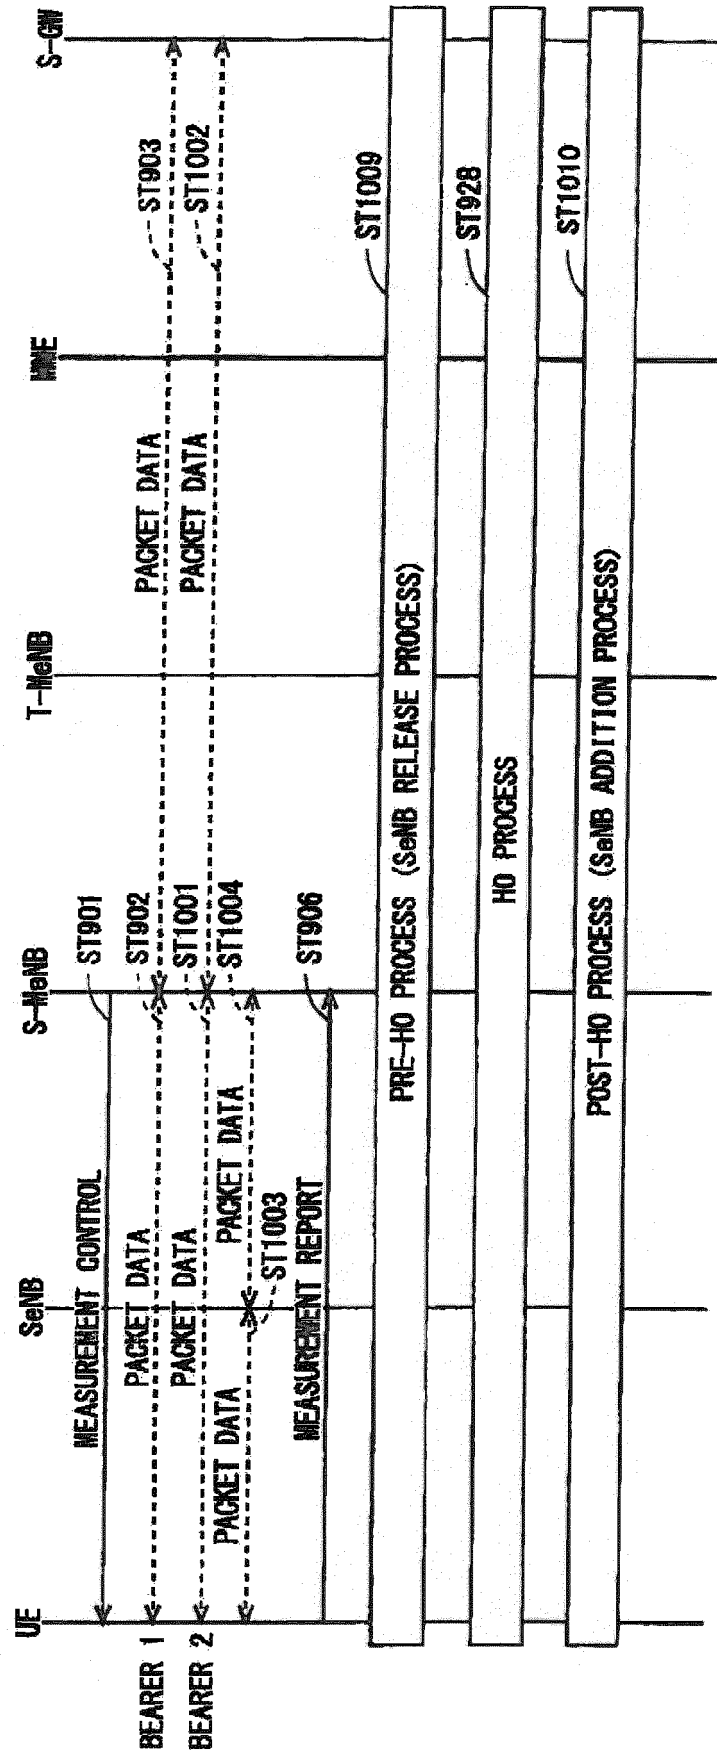 UE
SeNB
S-MeNB
T-MeNB
MME
S-GW
MEASUREMENT CONTROL
ST901
BEARER 1
PACKET DATA
ST902
PACKET DATA
ST903
BEARER 2
PACKET DATA
ST1001
PACKET DATA
ST1002
PACKET DATA
ST1003
PACKET DATA
ST1004
MEASUREMENT REPORT
ST906
PRE-HO PROCESS (SeNB RELEASE PROCESS)
ST1009
HO PROCESS
ST928
POST-HO PROCESS (SeNB ADDITION PROCESS)
ST1010